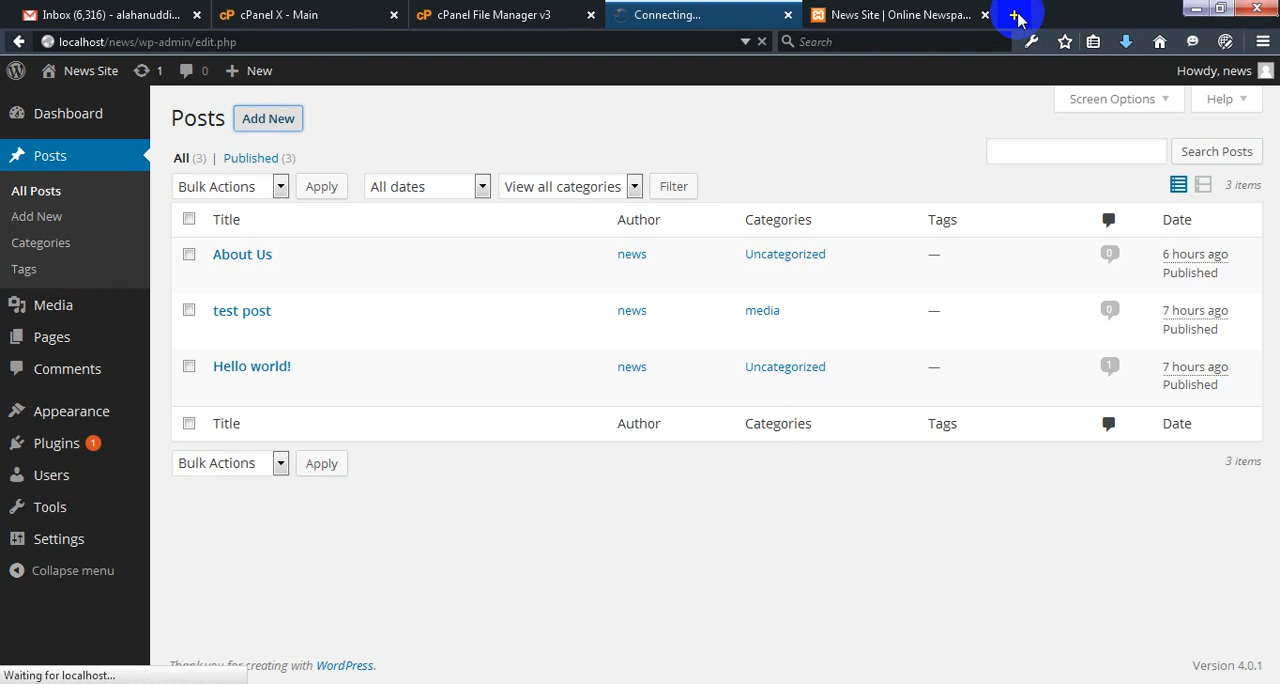 Inbox (6,316) - alahanuddi...
cPanel X - Main
cPanel File Manager v3
Connecting...
News Site | Online Newspa...
localhost/news/wp-admin/edit.php
Search
News Site
1
0
New
Howdy, news
Dashboard
Posts
All Posts
Add New
Categories
Tags
Media
Pages
Comments
Appearance
Plugins 1
Users
Tools
Settings
Collapse menu
Screen Options
Help
Posts Add New
All (3) | Published (3)
Search Posts
Bulk Actions Apply All dates View all categories Filter
3 items
Title Author Categories Tags Date
About Us news Uncategorized — 0 6 hours ago
Published
test post news media — 0 7 hours ago
Published
Hello world! news Uncategorized — 1 7 hours ago
Published
Title Author Categories Tags Date
Bulk Actions Apply
3 items
Thank you for creating with WordPress.
Version 4.0.1
Waiting for localhost...